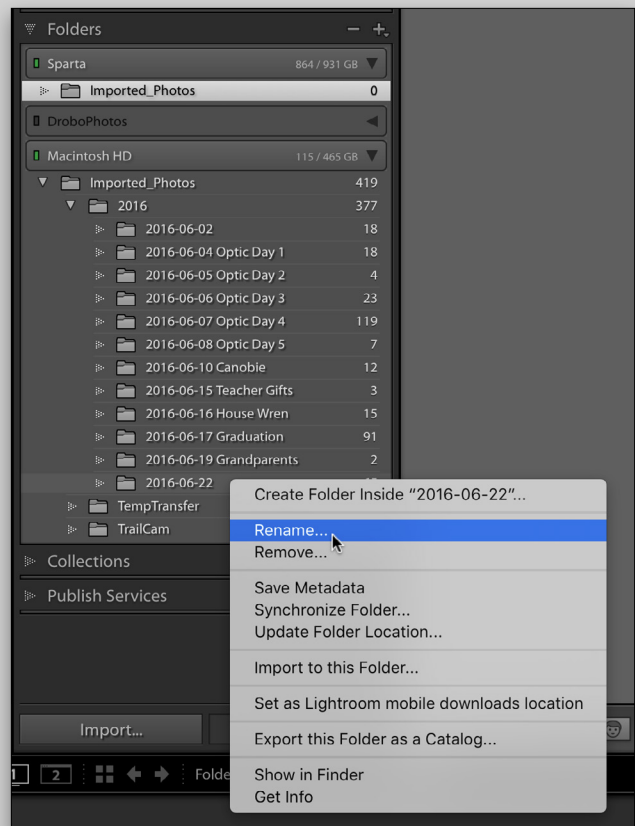 Folders
Sparta 864 / 931 GB
Imported_Photos 0
DroboPhotos
Macintosh HD 115 / 465 GB
Imported_Photos 419
2016 377
2016-06-02 18
2016-06-04 Optic Day 1 18
2016-06-05 Optic Day 2 4
2016-06-06 Optic Day 3 23
2016-06-07 Optic Day 4 119
2016-06-08 Optic Day 5 7
2016-06-10 Canobie 12
2016-06-15 Teacher Gifts 3
2016-06-16 House Wren 15
2016-06-17 Graduation 91
2016-06-19 Grandparents 2
2016-06-22
TempTransfer
TrailCam
Create Folder Inside “2016-06-22”...
Rename...
Remove...
Save Metadata
Synchronize Folder...
Update Folder Location...
Import to this Folder...
Set as Lightroom mobile downloads location
Export this Folder as a Catalog...
Show in Finder
Get Info
Collections
Publish Services
Import...
1 2 Folde